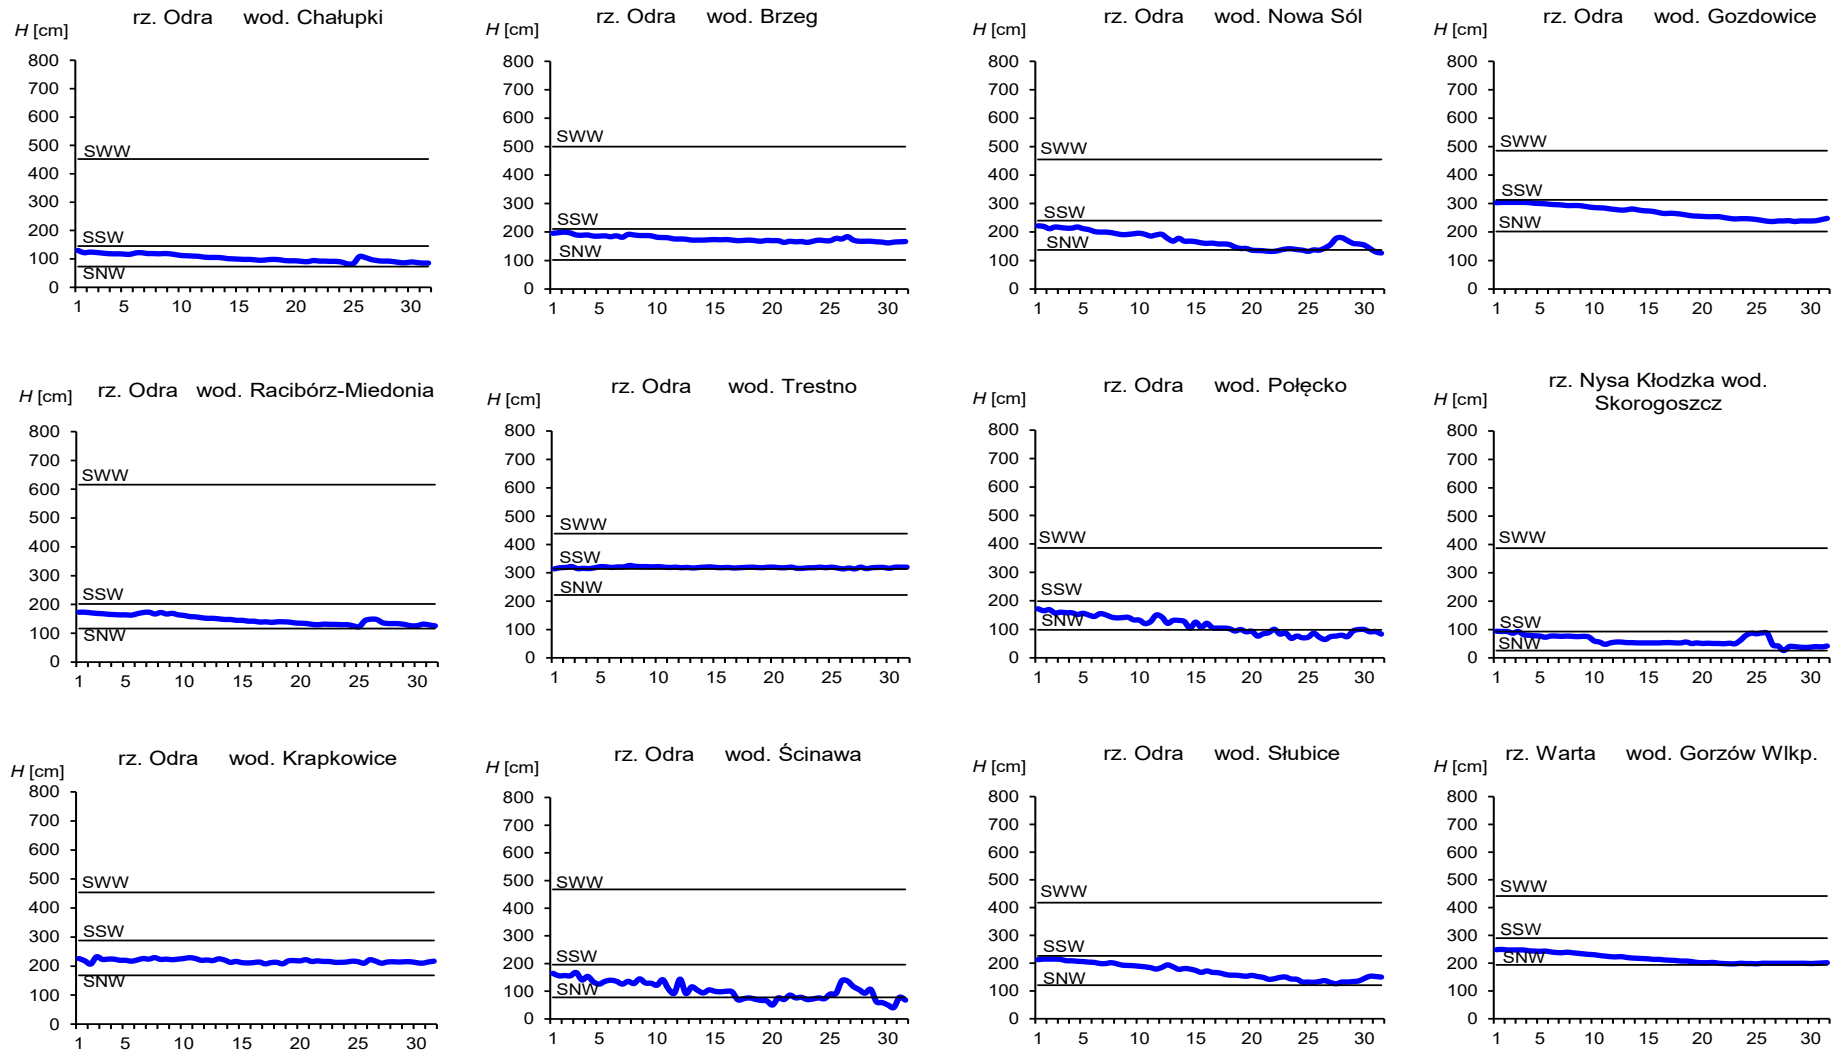 rz. Odra wod. Chałupki
H [cm]
800
700
600
500
400
300
200
100
0
SWW
SSW
SNW
1 5 10 15 20 25 30
rz. Odra wod. Brzeg
H [cm]
800
700
600
500
400
300
200
100
0
SWW
SSW
SNW
1 5 10 15 20 25 30
rz. Odra wod. Nowa Sól
H [cm]
800
700
600
500
400
300
200
100
0
SWW
SSW
SNW
1 5 10 15 20 25 30
rz. Odra wod. Gozdowice
H [cm]
800
700
600
500
400
300
200
100
0
SWW
SSW
SNW
1 5 10 15 20 25 30
rz. Odra wod. Racibórz-Miedonia
H [cm]
800
700
600
500
400
300
200
100
0
SWW
SSW
SNW
1 5 10 15 20 25 30
rz. Odra wod. Trestno
H [cm]
800
700
600
500
400
300
200
100
0
SWW
SSW
SNW
1 5 10 15 20 25 30
rz. Odra wod. Połęcko
H [cm]
800
700
600
500
400
300
200
100
0
SWW
SSW
SNW
1 5 10 15 20 25 30
rz. Nysa Kłodzka wod.
Skorogoszcz
H [cm]
800
700
600
500
400
300
200
100
0
SWW
SSW
SNW
1 5 10 15 20 25 30
rz. Odra wod. Krapkowice
H [cm]
800
700
600
500
400
300
200
100
0
SWW
SSW
SNW
1 5 10 15 20 25 30
rz. Odra wod. Ścinawa
H [cm]
800
700
600
500
400
300
200
100
0
SWW
SSW
SNW
1 5 10 15 20 25 30
rz. Odra wod. Słubice
H [cm]
800
700
600
500
400
300
200
100
0
SWW
SSW
SNW
1 5 10 15 20 25 30
rz. Warta wod. Gorzów Wlkp.
H [cm]
800
700
600
500
400
300
200
100
0
SWW
SSW
SNW
1 5 10 15 20 25 30